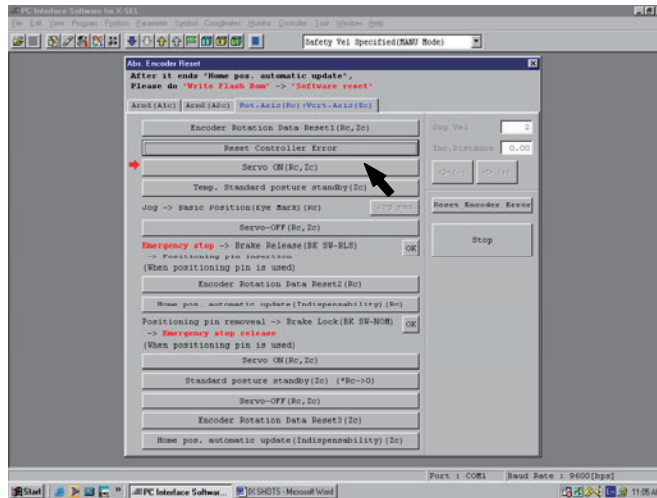 PC Interface Software for X-SEL
File Edit View Program Position Parameter Symbol Coordinates Monitor Controller Tool Window Help
Safety Vel Specified(MANU Mode)
Abs. Encoder Reset
After it ends "Home pos. automatic update",
Please do "Write Flash Rom" -> "Software reset"
Arm1(A1c) Arm2(A2c) Rot.Axis(Rc)+Vert.Axis(Zc)
Encoder Rotation Data Reset1(Rc,Zc)
Reset Controller Error
Servo ON(Rc,Zc)
Temp. Standard posture standby(Zc)
Jog -> Basic Position(Eye Mark)(Rc) Jog end
Servo-OFF(Rc,Zc)
Emergency stop -> Brake Release(BK SW-RLS)
-> Positioning pin insertion
OK
(When positioning pin is used)
Encoder Rotation Data Reset2(Rc)
Home pos. automatic update(Indispensability)(Rc)
Positioning pin removeal -> Brake Lock(BK SW-NOM)
-> Emergency stop release
OK
(When positioning pin is used)
Servo ON(Rc,Zc)
Standard posture standby(Zc) (*Rc->0)
Servo-OFF(Rc,Zc)
Encoder Rotation Data Reset3(Zc)
Home pos. automatic update(Indispensability)(Zc)
Jog Vel 2
Inc.Distance 0.00
Reset Encoder Error
Stop
Port : COM1 Baud Rate : 9600[bps]
Start PC Interface Softwar... IX SHOTS - Microsoft Word 11:05 AM